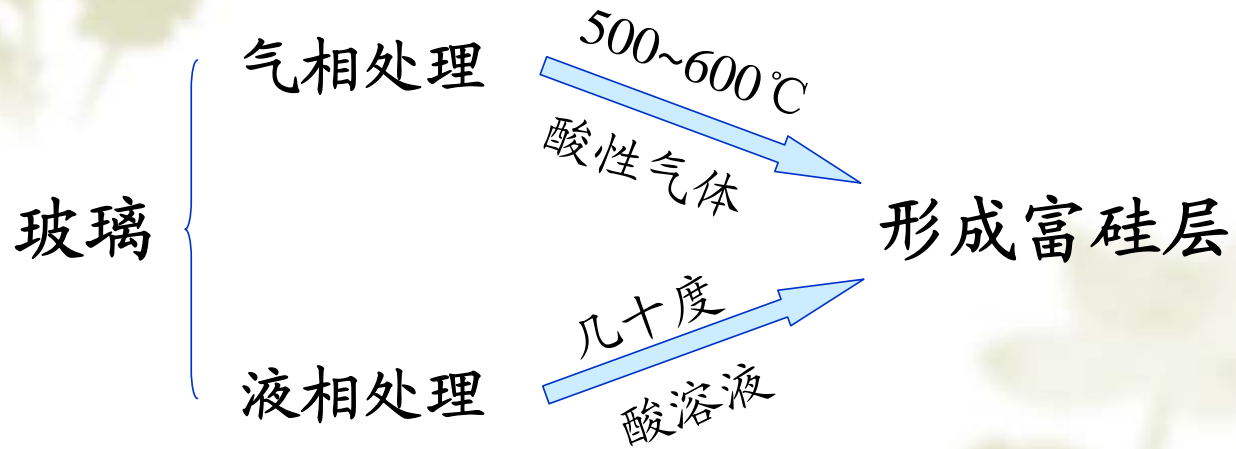 气相处理
500~600℃
酸性气体
玻璃
形成富硅层
几十度
液相处理
酸溶液